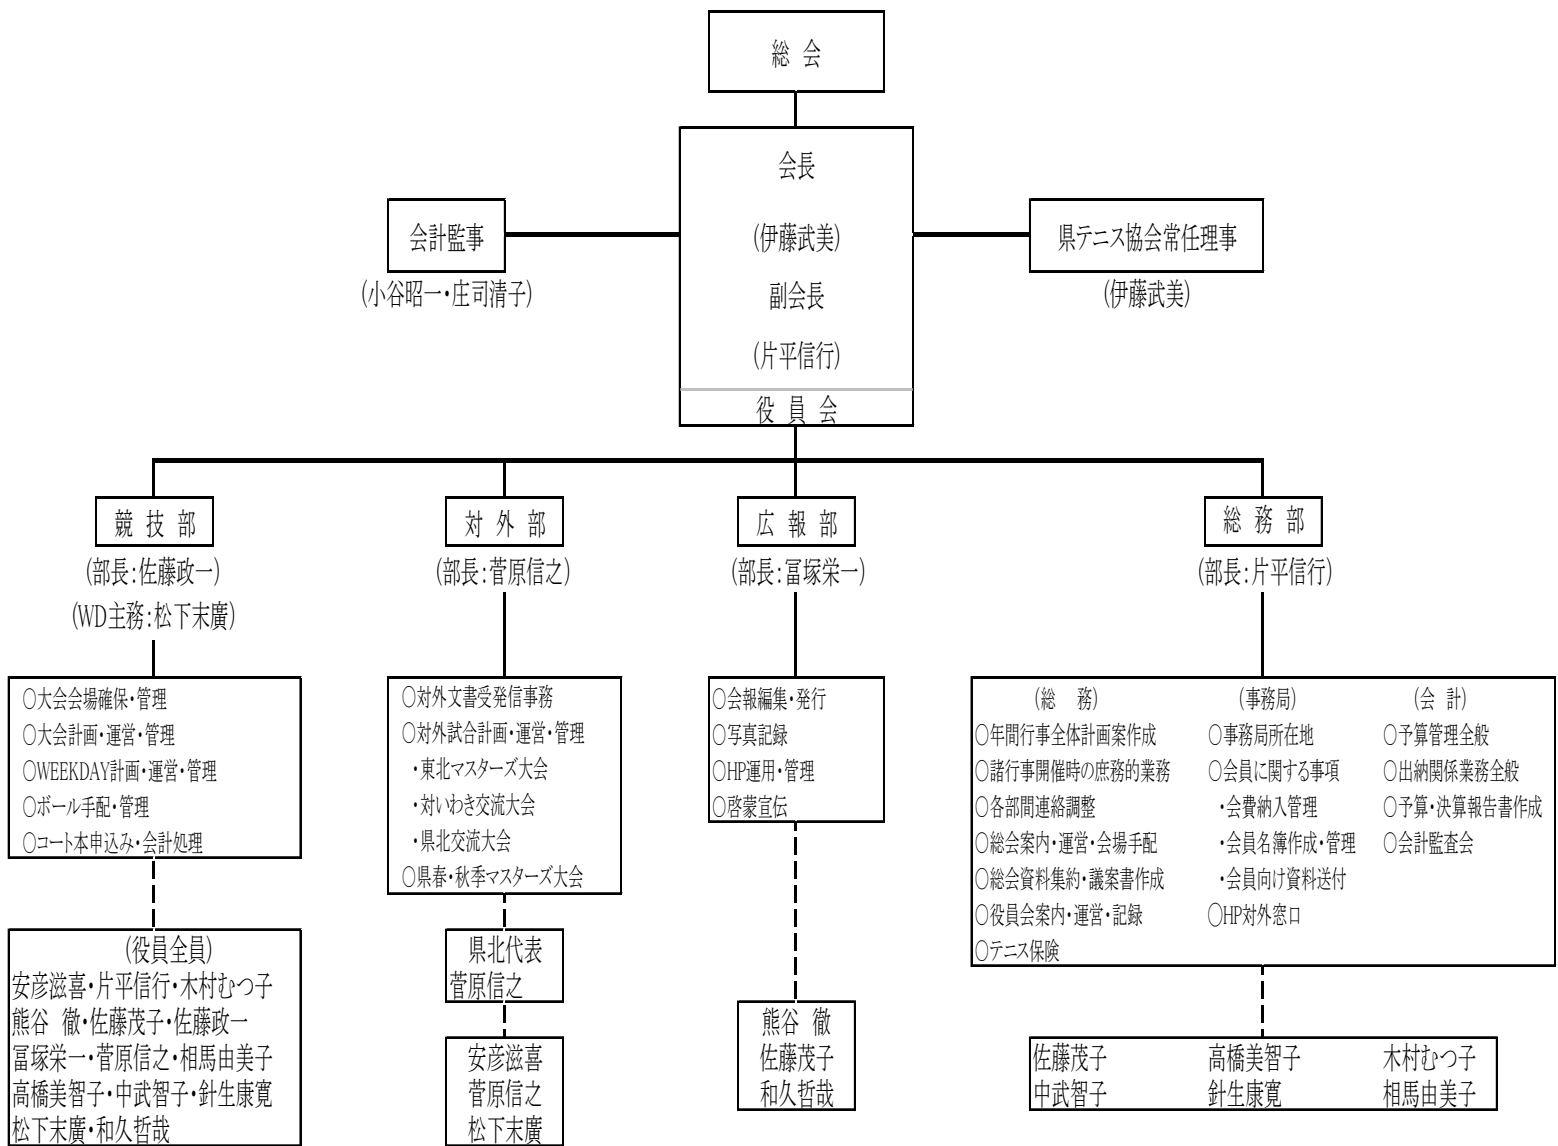 総 会
会長
(伊藤武美)
副会長
(片平信行)
役 員 会
会計監事
(小谷昭一・庄司清子)
県テニス協会常任理事
(伊藤武美)
競 技 部
(部長:佐藤政一)
(WD主務:松下末廣)
○大会会場確保・管理
○大会計画・運営・管理
○WEEKDAY計画・運営・管理
○ボール手配・管理
○コート本申込み・会計処理
(役員全員)
安彦滋喜・片平信行・木村むつ子
熊谷 徹・佐藤茂子・佐藤政一
冨塚栄一・菅原信之・相馬由美子
高橋美智子・中武智子・針生康寛
松下末廣・和久哲哉
対 外 部
(部長:菅原信之)
○対外文書受発信事務
○対外試合計画・運営・管理
・東北マスターズ大会
・対いわき交流大会
・県北交流大会
○県春・秋季マスターズ大会
県北代表
菅原信之
安彦滋喜
菅原信之
松下末廣
広 報 部
(部長:冨塚栄一)
○会報編集・発行
○写真記録
○HP運用・管理
○啓蒙宣伝
熊谷 徹
佐藤茂子
和久哲哉
総 務 部
(部長:片平信行)
(総 務)
○年間行事全体計画案作成
○諸行事開催時の庶務的業務
○各部間連絡調整
○総会案内・運営・会場手配
○総会資料集約・議案書作成
○役員会案内・運営・記録
○テニス保険
(事務局)
○事務局所在地
○会員に関する事項
・会費納入管理
・会員名簿作成・管理
・会員向け資料送付
○HP対外窓口
(会 計)
○予算管理全般
○出納関係業務全般
○予算・決算報告書作成
○会計監査会
佐藤茂子 高橋美智子 木村むつ子
中武智子 針生康寛 相馬由美子